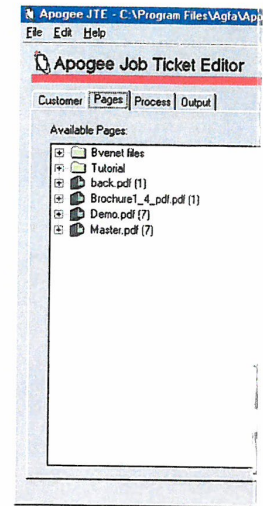 Apogee JTE - C:\Program Files\Agfa\Apo
File Edit Help
Apogee Job Ticket Editor
Customer Pages Process Output
Available Pages:
Bvenet files
Tutorial
back.pdf (1)
Brochure1_4_pdf.pdf (1)
Demo.pdf (7)
Master.pdf (7)